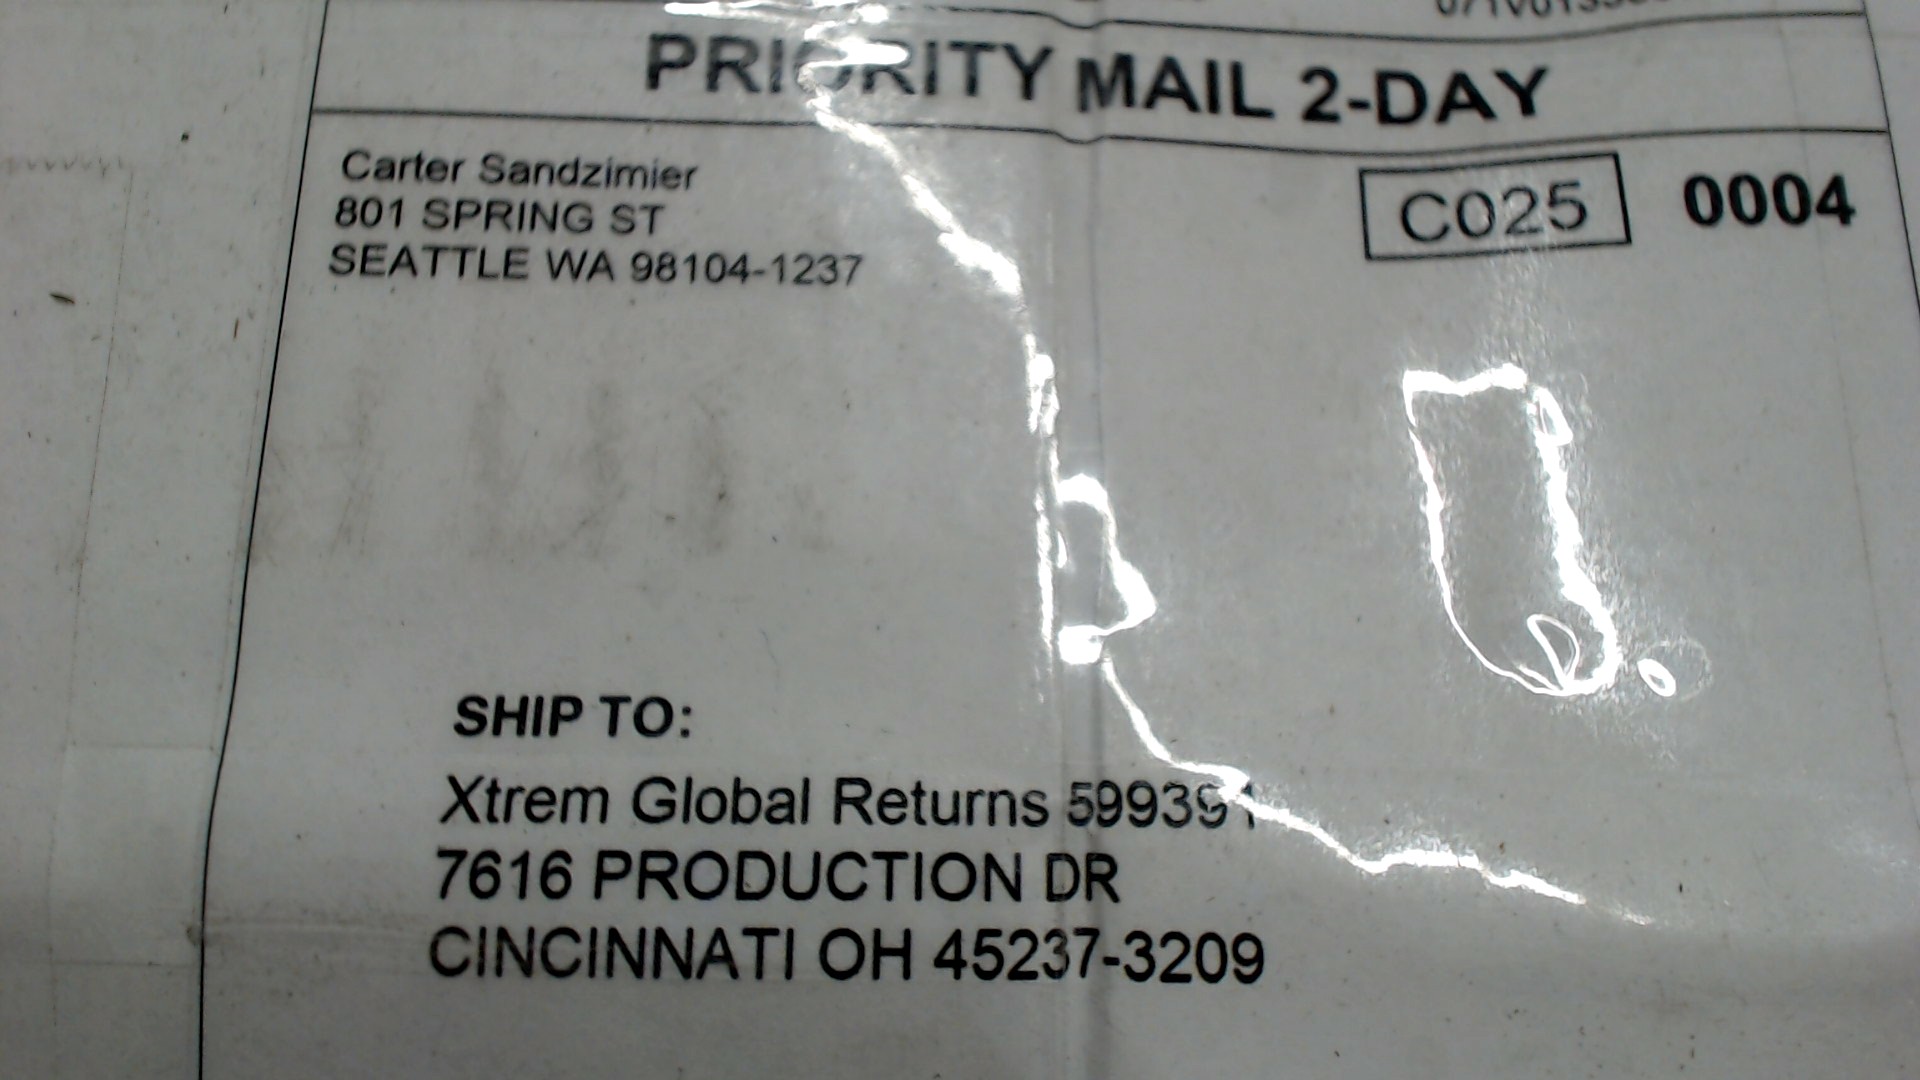 PRIORITY MAIL 2-DAY
Carter Sandzimier
801 SPRING ST
SEATTLE WA 98104-1237
C025 0004
SHIP TO:
Xtrem Global Returns 599391
7616 PRODUCTION DR
CINCINNATI OH 45237-3209